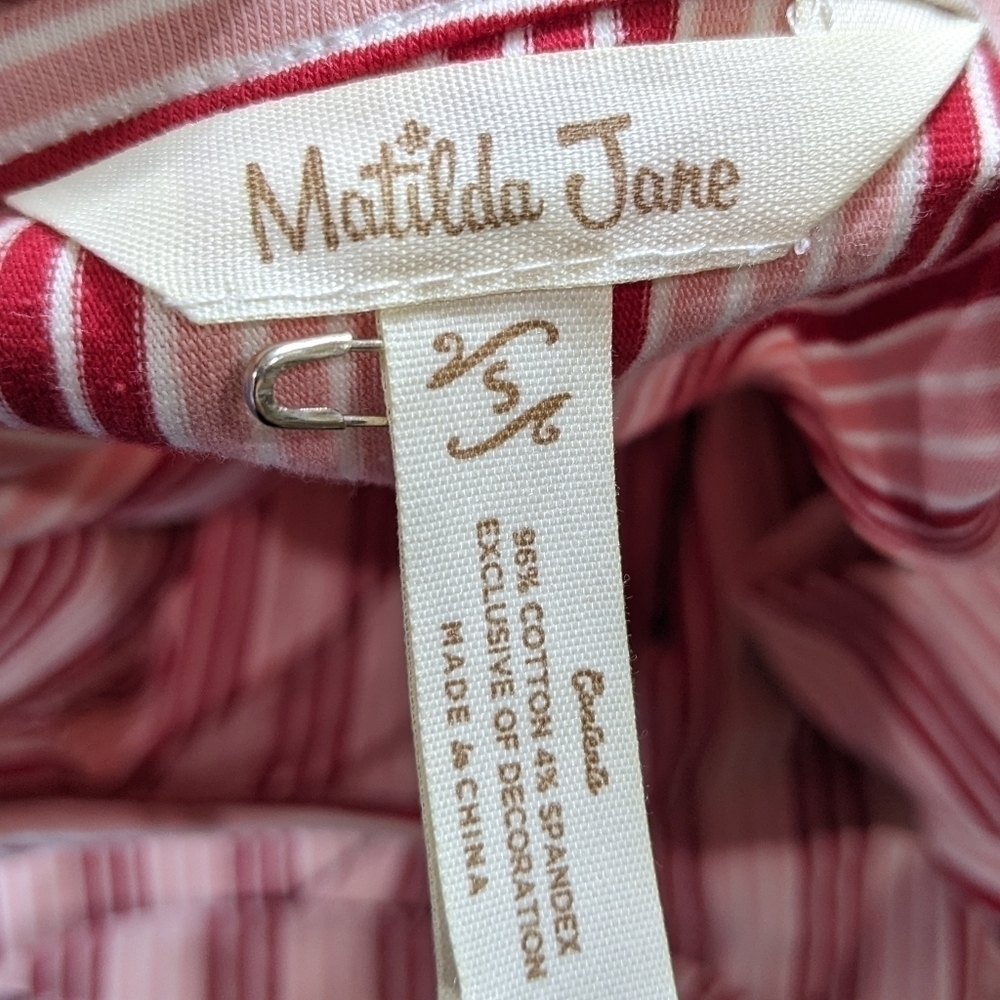 Matilda Jane
S
Contents
96% COTTON 4% SPANDEX
EXCLUSIVE OF DECORATION
MADE in CHINA